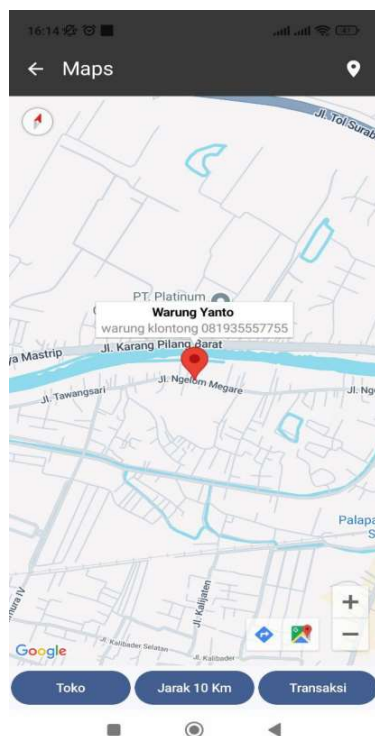 16:14
Maps
Jl. Tol Surab
PT. Platinum
Warung Yanto
warung klontong 081935557755
ya Mastrip
Jl. Karang Pilang Barat
Jl. Ngelom Megare
Jl. Ng
Jl. Tawangsari
Palapa
S
mura IV
Jl. Kalijaten
+
Jl. Kalibader Selatan
Jl. Kalibader
−
Google
Toko
Jarak 10 Km
Transaksi